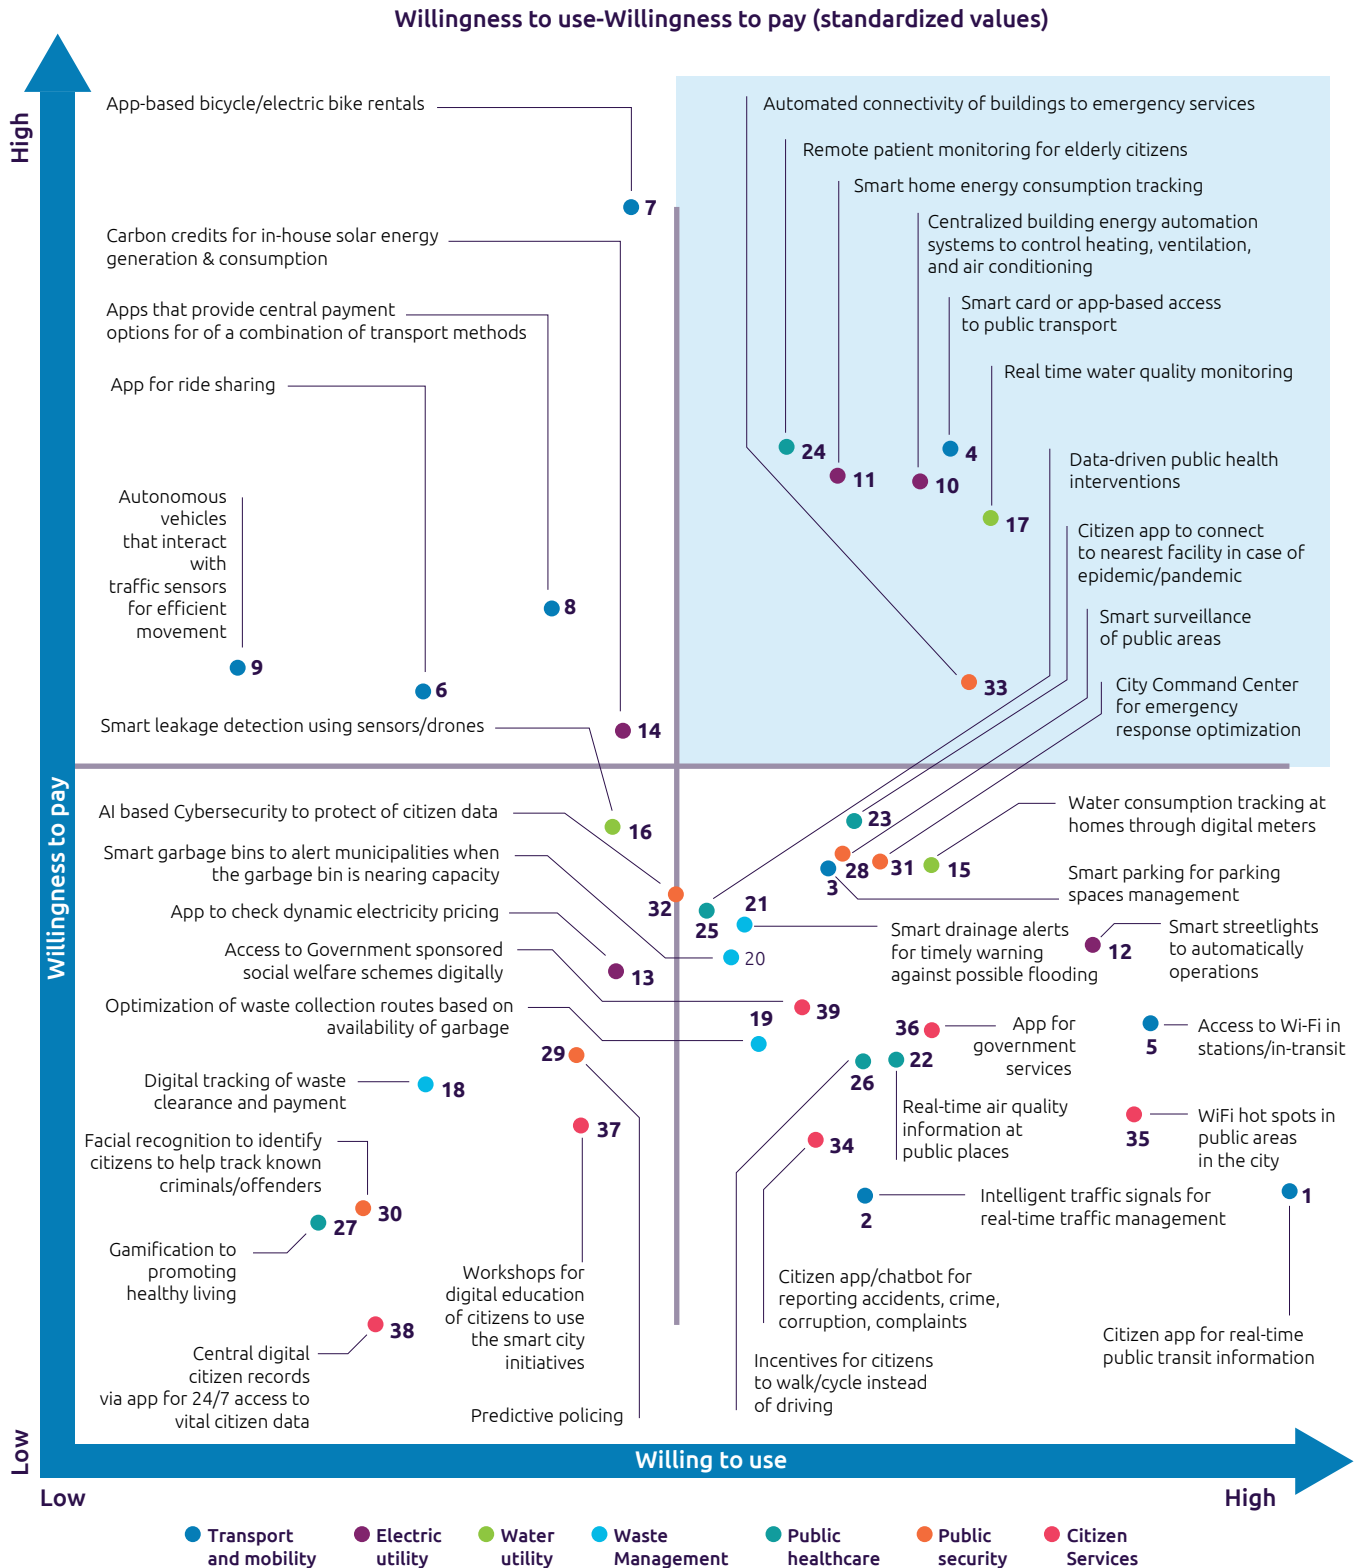 Willingness to use-Willingness to pay (standardized values)
High
Willingness to pay
Low
App-based bicycle/electric bike rentals
7
Carbon credits for in-house solar energy
generation & consumption
Apps that provide central payment
options for of a combination of transport methods
App for ride sharing
Autonomous
vehicles
that interact
with
traffic sensors
for efficient
movement
9
6
8
14
Smart leakage detection using sensors/drones
Automated connectivity of buildings to emergency services
Remote patient monitoring for elderly citizens
Smart home energy consumption tracking
Centralized building energy automation
systems to control heating, ventilation,
and air conditioning
Smart card or app-based access
to public transport
Real time water quality monitoring
24
11
10
4
17
Data-driven public health
interventions
Citizen app to connect
to nearest facility in case of
epidemic/pandemic
Smart surveillance
of public areas
33
City Command Center
for emergency
response optimization
AI based Cybersecurity to protect of citizen data
16
Smart garbage bins to alert municipalities when
the garbage bin is nearing capacity
32
App to check dynamic electricity pricing
Access to Government sponsored
social welfare schemes digitally
13
Optimization of waste collection routes based on
availability of garbage
29
Digital tracking of waste
clearance and payment
18
37
Facial recognition to identify
citizens to help track known
criminals/offenders
30
27
Gamification to
promoting
healthy living
38
Central digital
citizen records
via app for 24/7 access to
vital citizen data
Workshops for
digital education
of citizens to use
the smart city
initiatives
Predictive policing
23
Water consumption tracking at
homes through digital meters
28
31
15
3
Smart parking for parking
spaces management
21
25
20
Smart drainage alerts
for timely warning
against possible flooding
12
Smart streetlights
to automatically
operations
39
19
36
App for
government
services
5
Access to Wi-Fi in
stations/in-transit
26
22
Real-time air quality
information at
public places
34
35
WiFi hot spots in
public areas
in the city
2
Intelligent traffic signals for
real-time traffic management
1
Citizen app/chatbot for
reporting accidents, crime,
corruption, complaints
Citizen app for real-time
public transit information
Incentives for citizens
to walk/cycle instead
of driving
Willing to use
Low
High
Transport
and mobility
Electric
utility
Water
utility
Waste
Management
Public
healthcare
Public
security
Citizen
Services